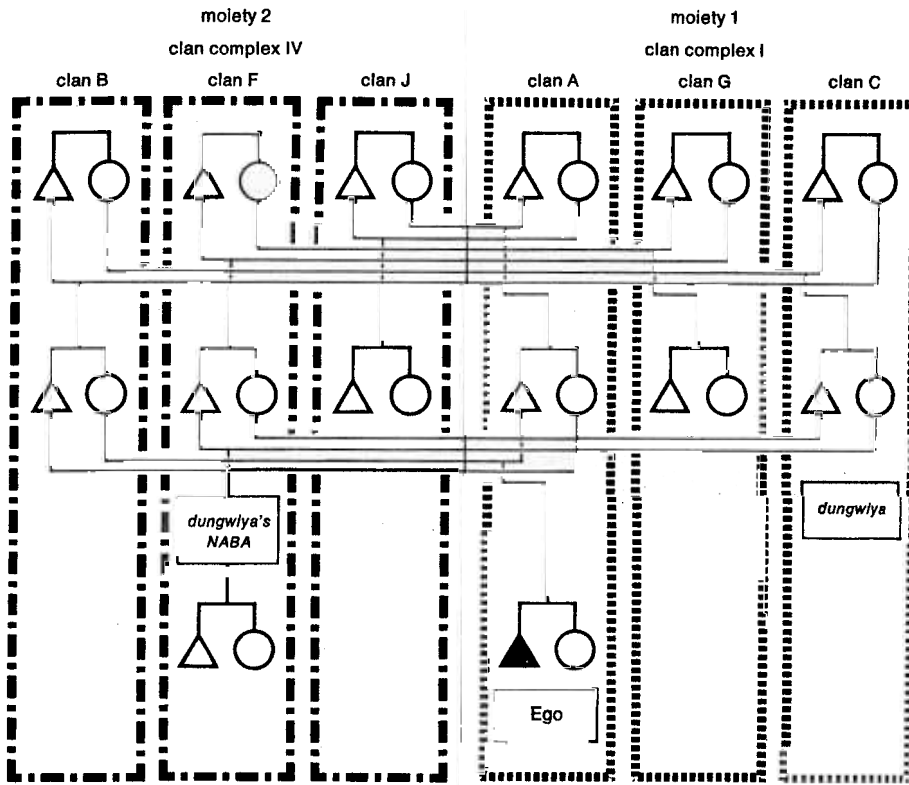 moiety 2
moiety 1
clan complex IV
clan complex I
clan B
clan F
clan J
clan A
clan G
clan C
dungwiya's
NABA
dungwiya
Ego